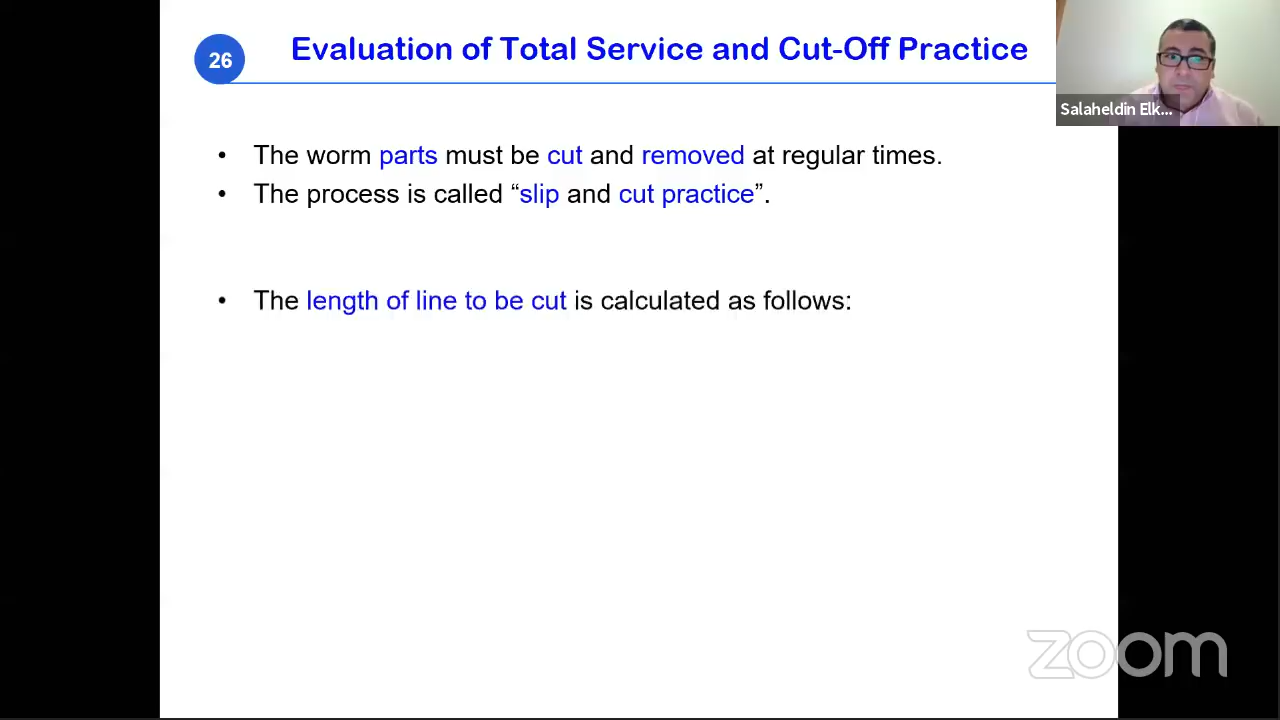 26
Evaluation of Total Service and Cut-Off Practice
Salaheldin Elk...
• The worm parts must be cut and removed at regular times.
• The process is called “slip and cut practice”.
• The length of line to be cut is calculated as follows:
zoom